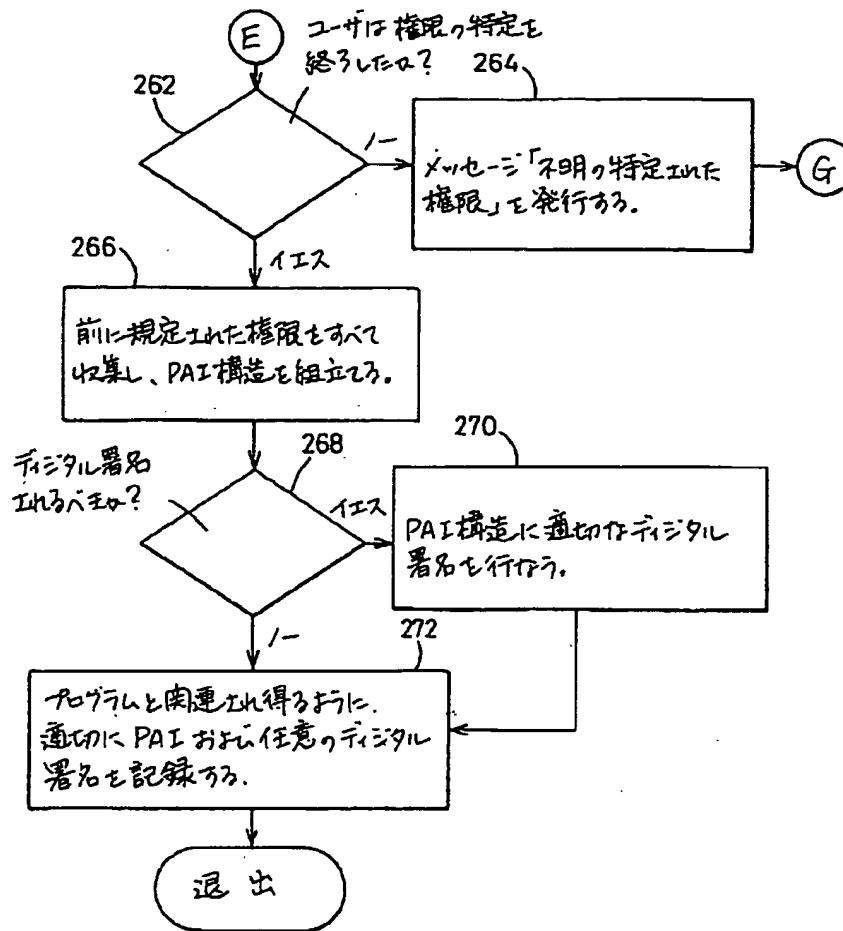 E
ユーザは権限の特定を
終了したか?
262
264
ノー
メッセージ「不明の特定された
権限」を発行する。
G
イエス
266
前に規定された権限をすべて
収集し、PAI構造を組立てる。
ディジタル署名
されるべきか?
268
イエス
270
PAI構造に適切なディジタル
署名を行なう。
ノー
272
プログラムと関連され得るように、
適切にPAIおよび任意のディジタル
署名を記録する.
退出